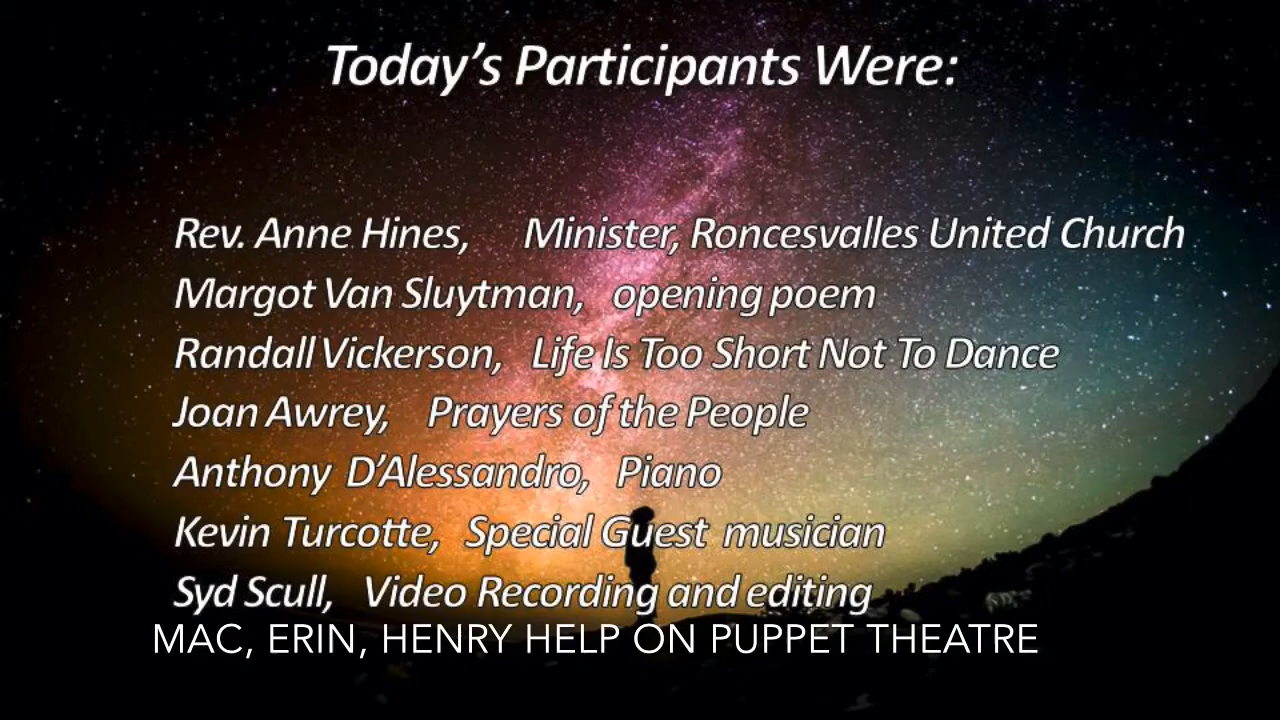 Today's Participants Were:
Rev. Anne Hines, Minister, Roncesvalles United Church
Margot Van Sluytman, opening poem
Randall Vickerson, Life Is Too Short Not To Dance
Joan Awrey, Prayers of the People
Anthony D'Alessandro, Piano
Kevin Turcotte, Special Guest musician
Syd Scull, Video Recording and editing
MAC, ERIN, HENRY HELP ON PUPPET THEATRE